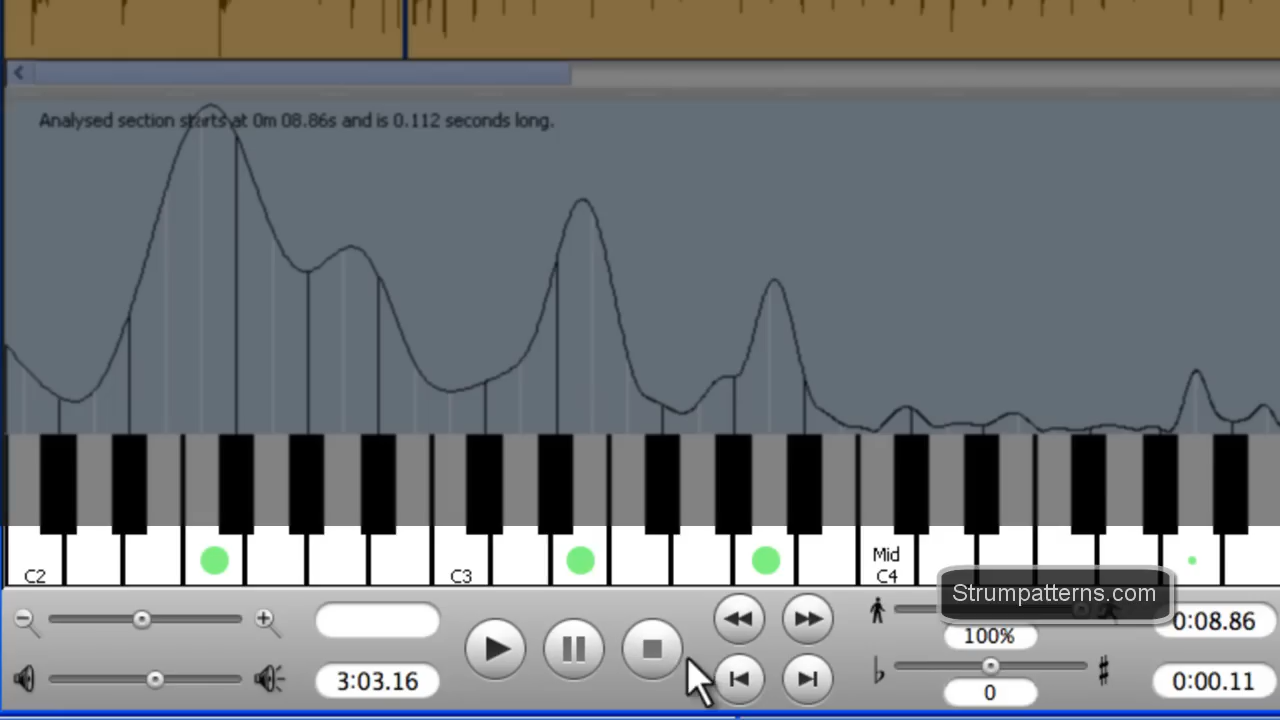 Analysed section starts at 0m 08.86s and is 0.112 seconds long.
C2
C3
Mid
C4
Strumpatterns.com
100%
0:08.86
3:03.16
♭
♯
0
0:00.11